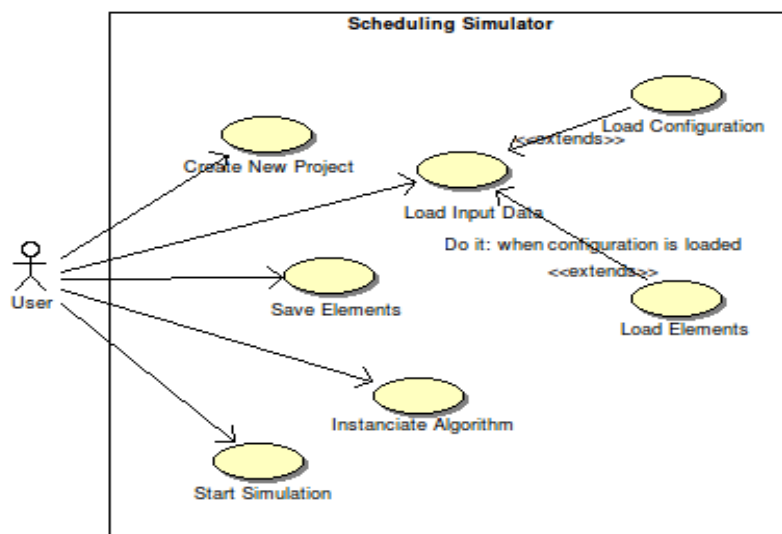 Scheduling Simulator
Load Configuration
<<extends>>
Create New Project
Load Input Data
Do it: when configuration is loaded
<<extends>>
User
Save Elements
Load Elements
Instanciate Algorithm
Start Simulation